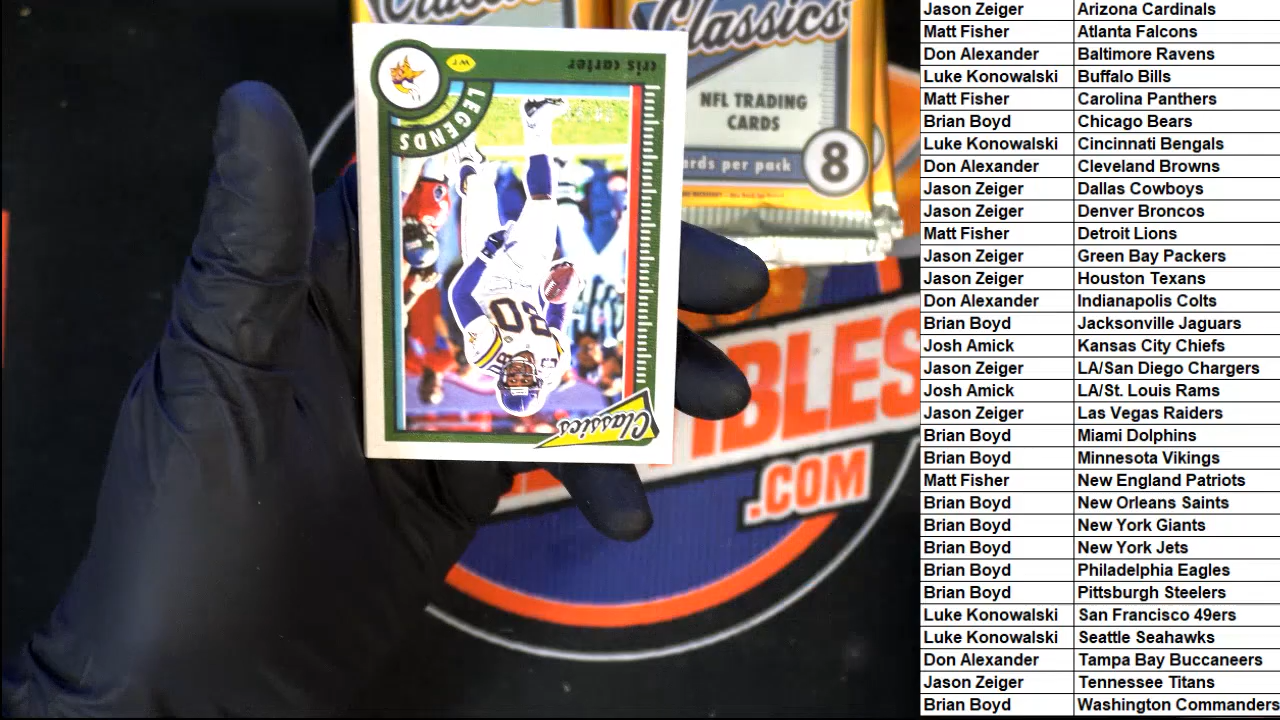 Classics
Classics
NFL TRADING
CARDS
rds per pack
8
cris carter
wr
LEGENDS
80
Classics
IBLES
.COM
Jason Zeiger Arizona Cardinals
Matt Fisher Atlanta Falcons
Don Alexander Baltimore Ravens
Luke Konowalski Buffalo Bills
Matt Fisher Carolina Panthers
Brian Boyd Chicago Bears
Luke Konowalski Cincinnati Bengals
Don Alexander Cleveland Browns
Jason Zeiger Dallas Cowboys
Jason Zeiger Denver Broncos
Matt Fisher Detroit Lions
Jason Zeiger Green Bay Packers
Jason Zeiger Houston Texans
Don Alexander Indianapolis Colts
Brian Boyd Jacksonville Jaguars
Josh Amick Kansas City Chiefs
Jason Zeiger LA/San Diego Chargers
Josh Amick LA/St. Louis Rams
Jason Zeiger Las Vegas Raiders
Brian Boyd Miami Dolphins
Brian Boyd Minnesota Vikings
Matt Fisher New England Patriots
Brian Boyd New Orleans Saints
Brian Boyd New York Giants
Brian Boyd New York Jets
Brian Boyd Philadelphia Eagles
Brian Boyd Pittsburgh Steelers
Luke Konowalski San Francisco 49ers
Luke Konowalski Seattle Seahawks
Don Alexander Tampa Bay Buccaneers
Jason Zeiger Tennessee Titans
Brian Boyd Washington Commanders